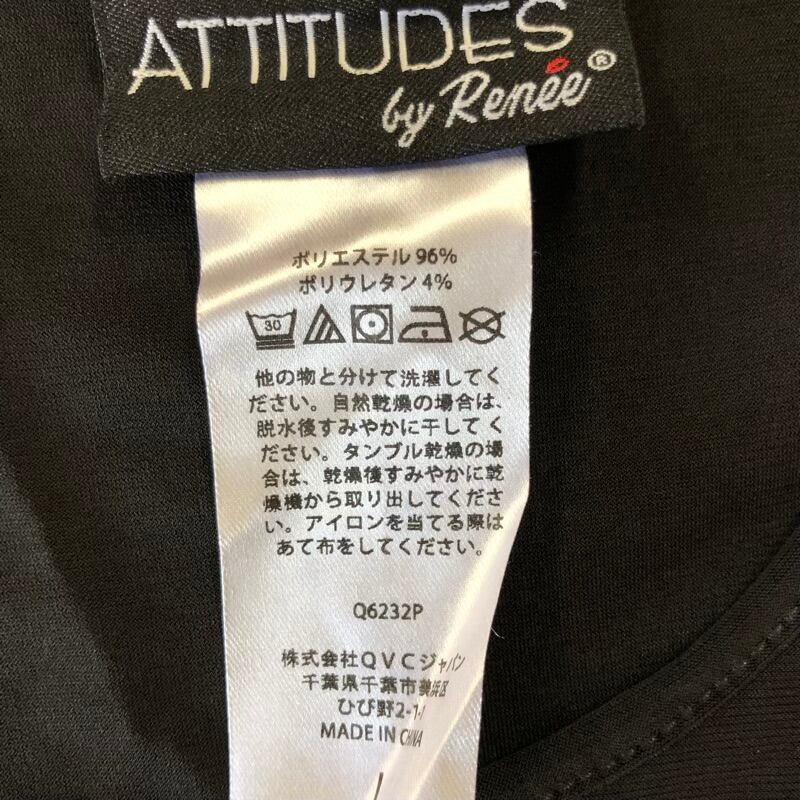 ATTITUDES
by Renée®
ポリエステル 96%
ポリウレタン 4%
30
他の物と分けて洗濯してく
ださい。自然乾燥の場合は、
脱水後すみやかに干してく
ださい。タンブル乾燥の場
合は、乾燥後すみやかに乾
燥機から取り出してくださ
い。アイロンを当てる際は
あて布をしてください。
Q6232P
株式会社QVCジャパン
千葉県千葉市美浜区
ひび野2-1-1
MADE IN CHINA